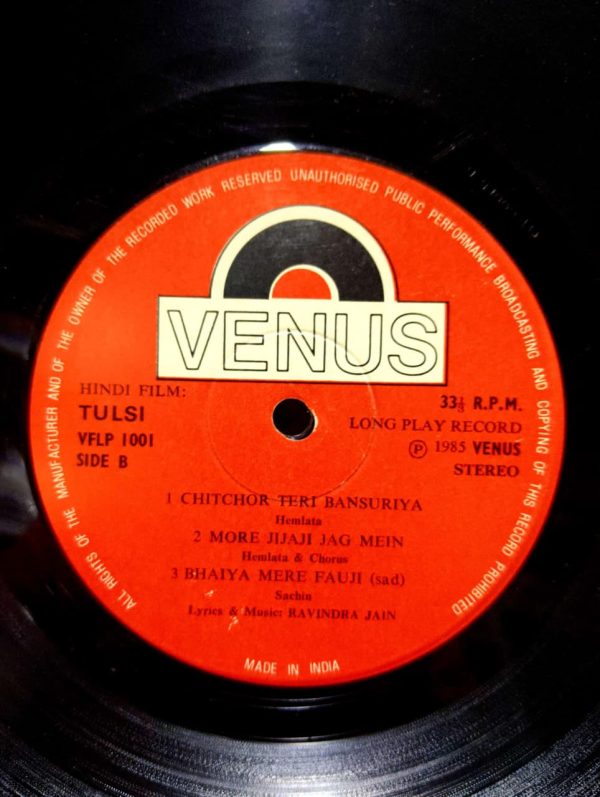 ALL RIGHTS OF THE MANUFACTURER AND OF THE OWNER OF THE RECORDED WORK RESERVED UNAUTHORISED PUBLIC PERFORMANCE BROADCASTING AND COPYING OF THIS RECORD PROHIBITED
VENUS
HINDI FILM:
TULSI
VFLP 1001
SIDE B
33⅓ R.P.M.
LONG PLAY RECORD
Ⓟ 1985 VENUS
STEREO
1 CHITCHOR TERI BANSURIYA
Hemlata
2 MORE JIJAJI JAG MEIN
Hemlata & Chorus
3 BHAIYA MERE FAUJI (sad)
Sachin
Lyrics & Music: RAVINDRA JAIN
MADE IN INDIA